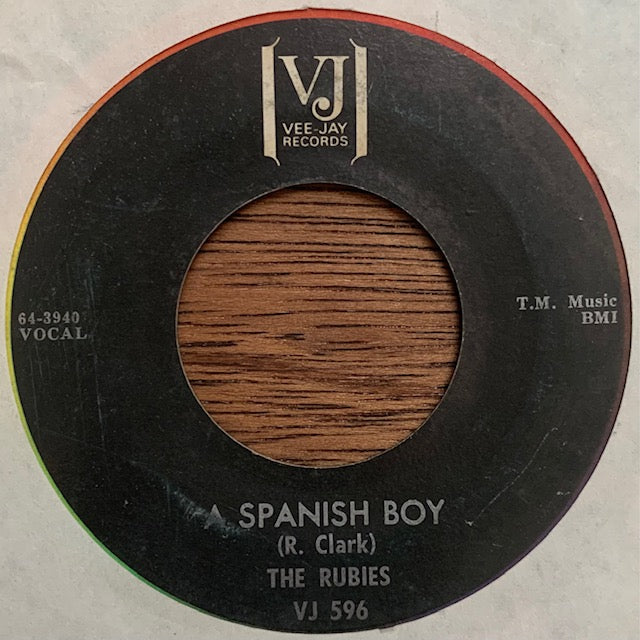 VJ
VEE-JAY
RECORDS
64-3940
VOCAL
T.M. Music
BMI
A SPANISH BOY
(R. Clark)
THE RUBIES
VJ 596